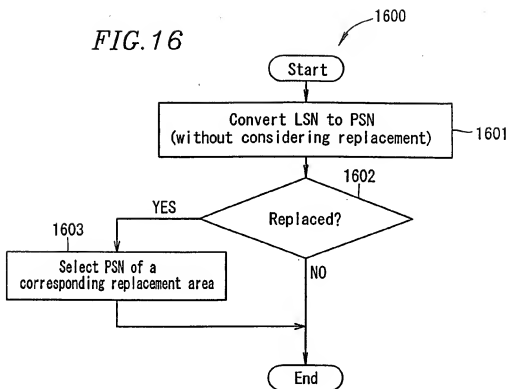 FIG. 16
1600
Start
Convert LSN to PSN
(without considering replacement)
1601
1602
Replaced?
YES
1603
Select PSN of a
corresponding replacement area
NO
End